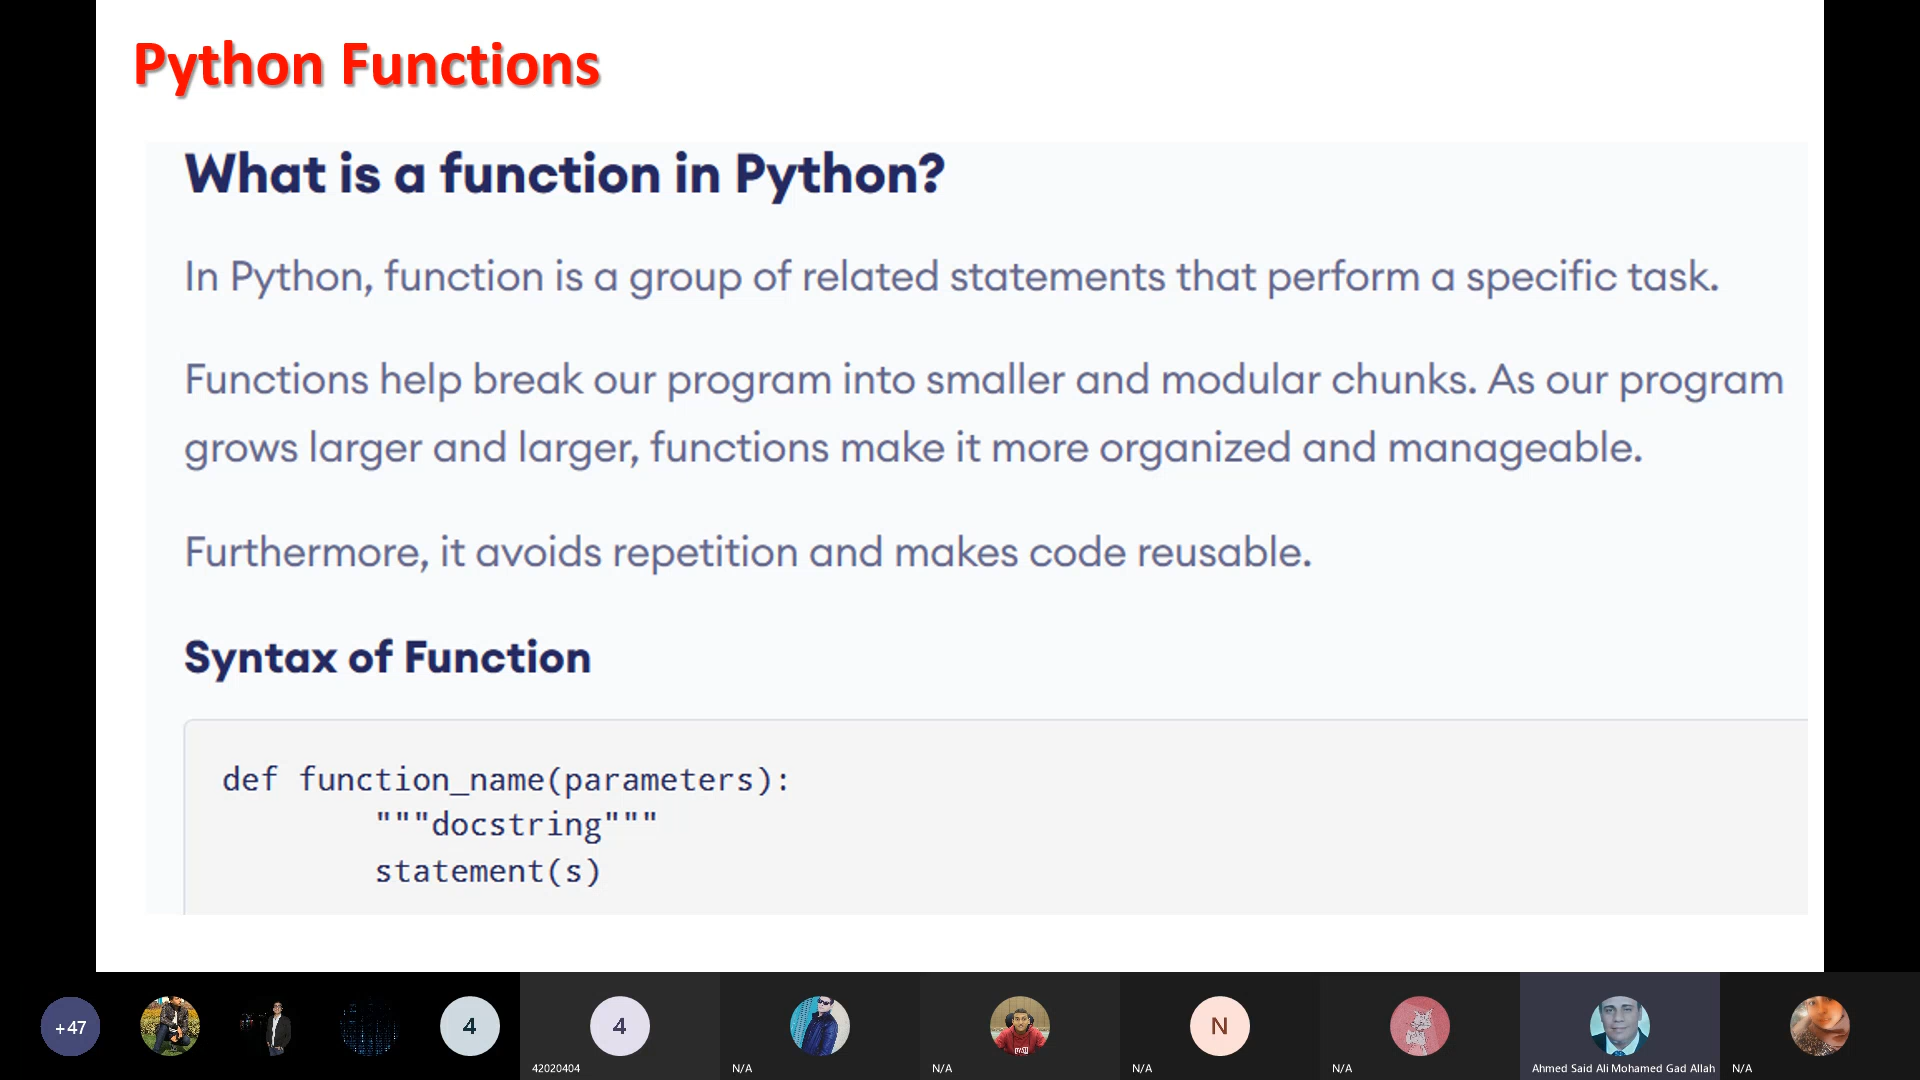 Python Functions
What is a function in Python?
In Python, function is a group of related statements that perform a specific task.
Functions help break our program into smaller and modular chunks. As our program
grows larger and larger, functions make it more organized and manageable.
Furthermore, it avoids repetition and makes code reusable.
Syntax of Function
def function_name(parameters):
"""docstring"""
statement(s)
+47
4
4
N
42020404
N/A
N/A
N/A
N/A
Ahmed Said Ali Mohamed Gad Allah
N/A